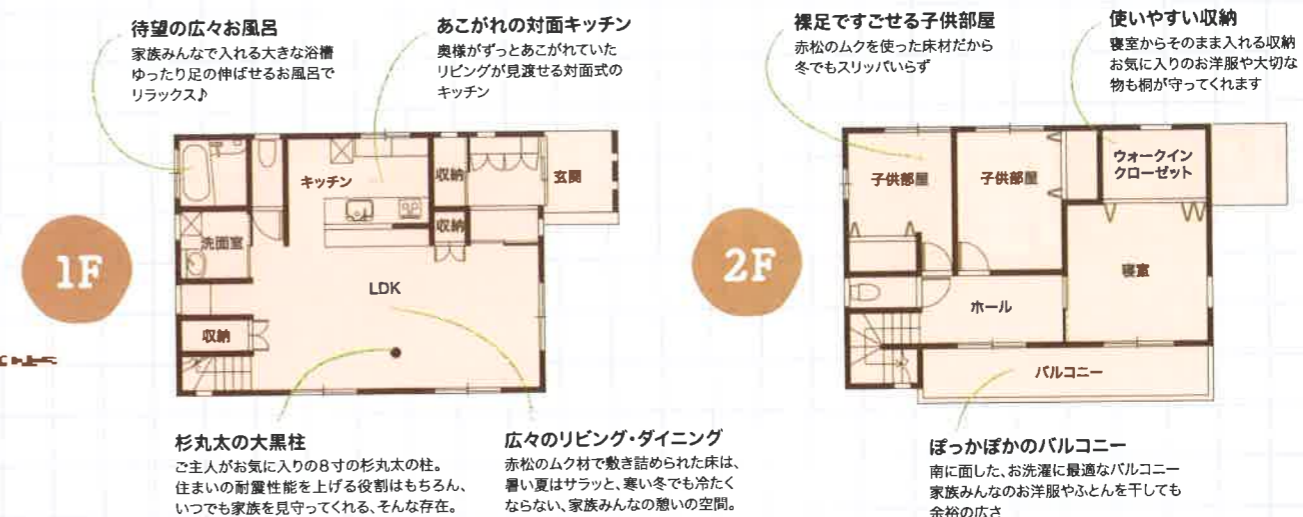 待望の広々お風呂
家族みんなで入れる大きな浴槽
ゆったり足の伸ばせるお風呂で
リラックス♪
あこがれの対面キッチン
奥様がずっとあこがれていた
リビングが見渡せる対面式の
キッチン
1F
キッチン
収納
玄関
収納
洗面室
LDK
収納
杉丸太の大黒柱
ご主人がお気に入りの8寸の杉丸太の柱。
住まいの耐震性能を上げる役割はもちろん、
いつでも家族を見守ってくれる、そんな存在。
広々のリビング・ダイニング
赤松のムク材で敷き詰められた床は、
暑い夏はサラッと、寒い冬でも冷たく
ならない、家族みんなの憩いの空間。
裸足ですごせる子供部屋
赤松のムクを使った床材だから
冬でもスリッパいらず
使いやすい収納
寝室からそのまま入れる収納
お気に入りのお洋服や大切な
物も桐が守ってくれます
2F
子供部屋
子供部屋
ウォークイン
クローゼット
寝室
ホール
バルコニー
ぽっかぽかのバルコニー
南に面した、お洗濯に最適なバルコニー
家族みんなのお洋服やふとんを干しても
余裕の広さ